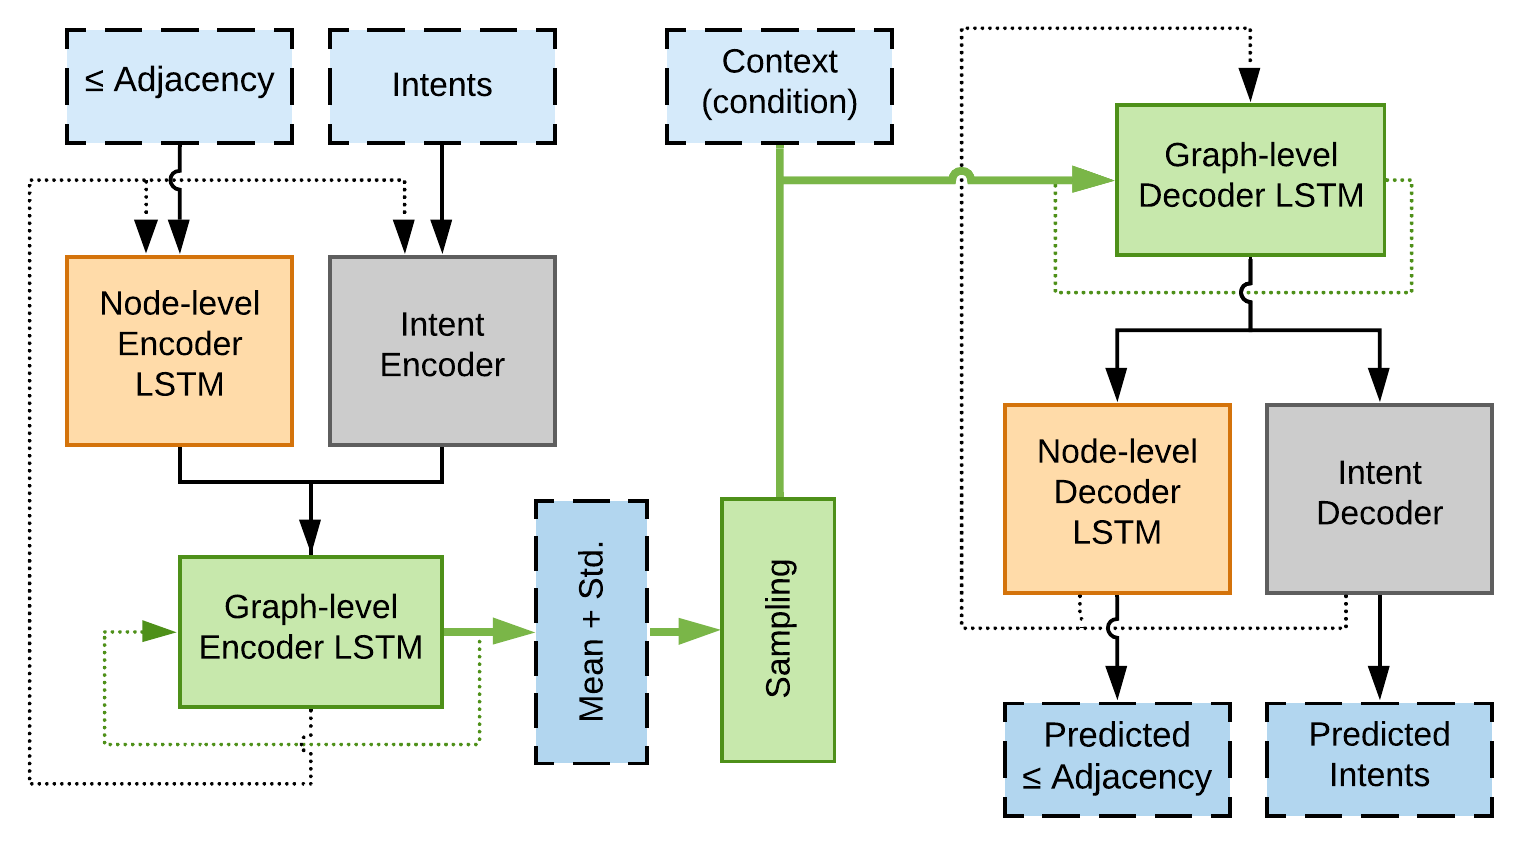 ≤ Adjacency
Intents
Context
(condition)
Graph-level
Decoder LSTM
Node-level
Encoder
LSTM
Intent
Encoder
Graph-level
Encoder LSTM
Mean + Std.
Sampling
Node-level
Decoder
LSTM
Intent
Decoder
Predicted
≤ Adjacency
Predicted
Intents